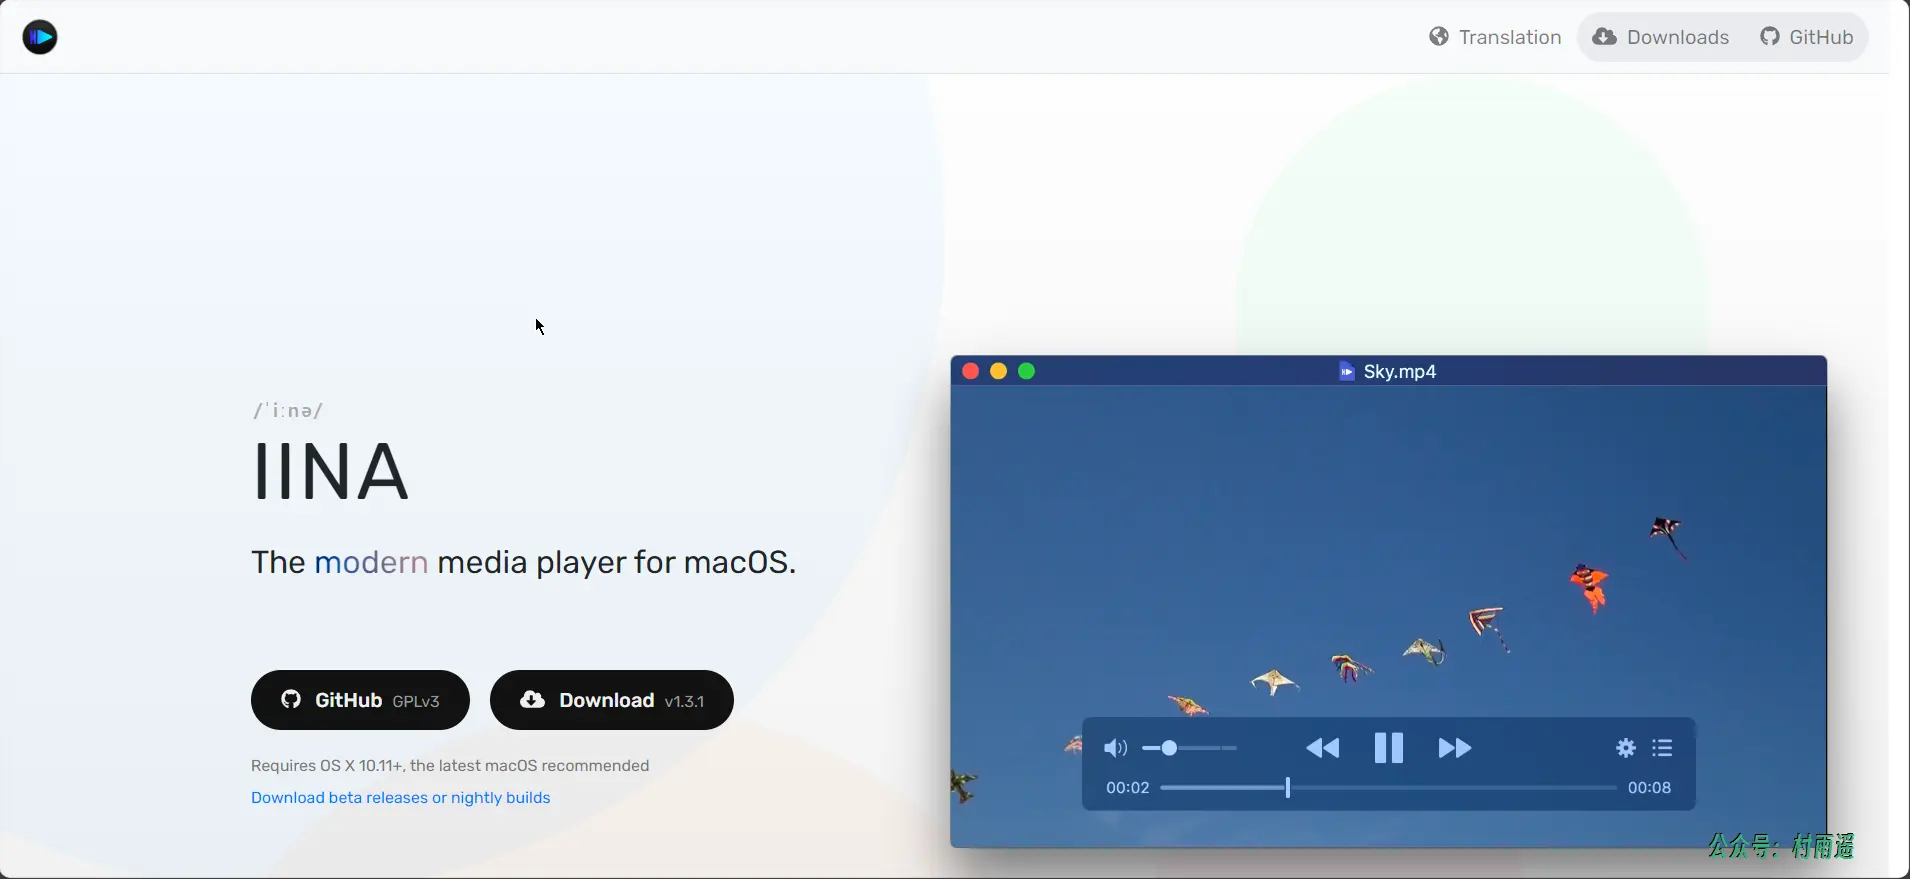 Translation
Downloads
GitHub
/ˈiːnə/
IINA
The modern media player for macOS.
GitHub GPLv3
Download v1.3.1
Requires OS X 10.11+, the latest macOS recommended
Download beta releases or nightly builds
Sky.mp4
00:02
00:08
公众号：村雨遥